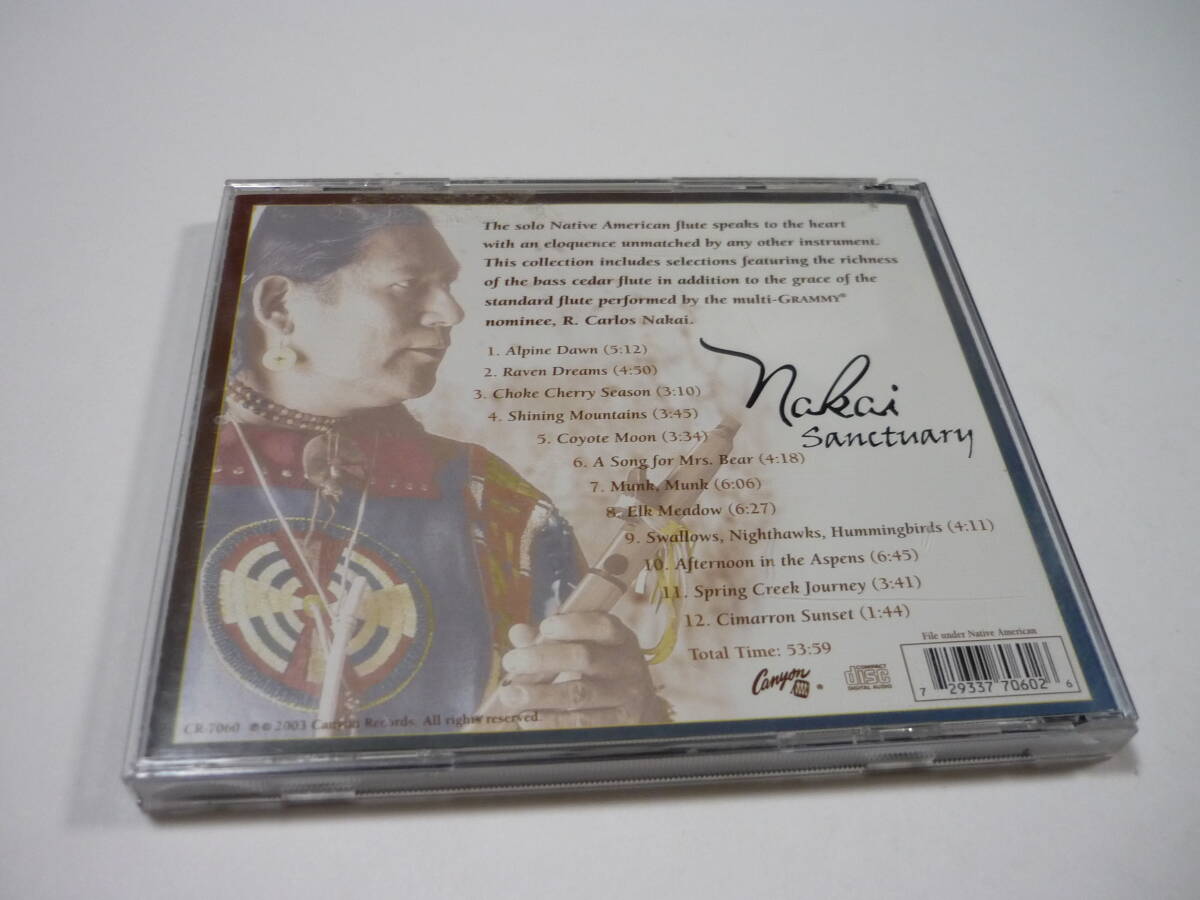 The solo Native American flute speaks to the heart
with an eloquence unmatched by any other instrument.
This collection includes selections featuring the richness
of the bass cedar flute in addition to the grace of the
standard flute performed by the multi-GRAMMY®
nominee, R. Carlos Nakai.
1. Alpine Dawn (5:12)
2. Raven Dreams (4:50)
3. Choke Cherry Season (3:10)
4. Shining Mountains (3:45)
5. Coyote Moon (3:34)
6. A Song for Mrs. Bear (4:18)
7. Munk, Munk (6:06)
8. Elk Meadow (6:27)
9. Swallows, Nighthawks, Hummingbirds (4:11)
10. Afternoon in the Aspens (6:45)
11. Spring Creek Journey (3:41)
12. Cimarron Sunset (1:44)
Total Time: 53:59
Nakai
Sanctuary
Canyon ®
COMPACT
disc
DIGITAL AUDIO
File under Native American
7 29337 70602 6
CR-7060 ℗ © 2003 Canyon Records. All rights reserved.